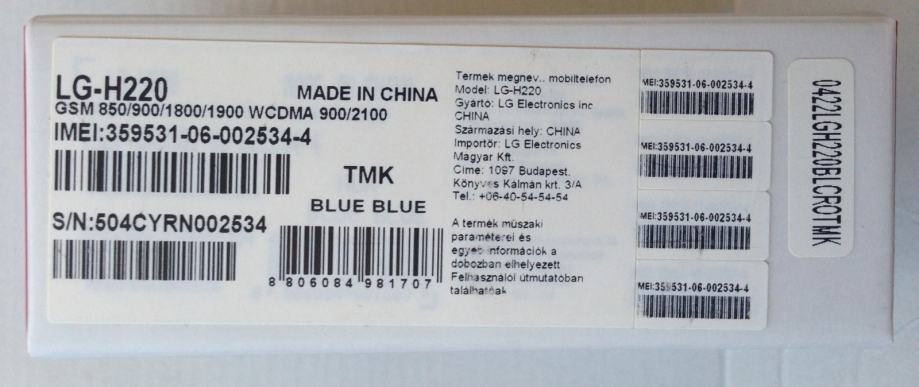 LG-H220
MADE IN CHINA
GSM 850/900/1800/1900 WCDMA 900/2100
IMEI:359531-06-002534-4
TMK
BLUE BLUE
S/N:504CYRN002534
8 806084 981707
Termek megnev.. mobiltelefon
Model: LG-H220
Gyártó: LG Electronics inc
CHINA
Származási hely: CHINA
Importőr: LG Electronics
Magyar Kft.
Cime: 1097 Budapest.
Könyves Kálmán krt. 3/A
Tel.: +06-40-54-54-54
A termék műszaki
paraméterei és
egyéb információk a
dobozban elhelyezett
Felhasználói útmutatóban
találhatóak
MEI:359531-06-002534-4
MEI:359531-06-002534-4
MEI:359531-06-002534-4
MEI:359531-06-002534-4
0422LGH220BLCROTMK